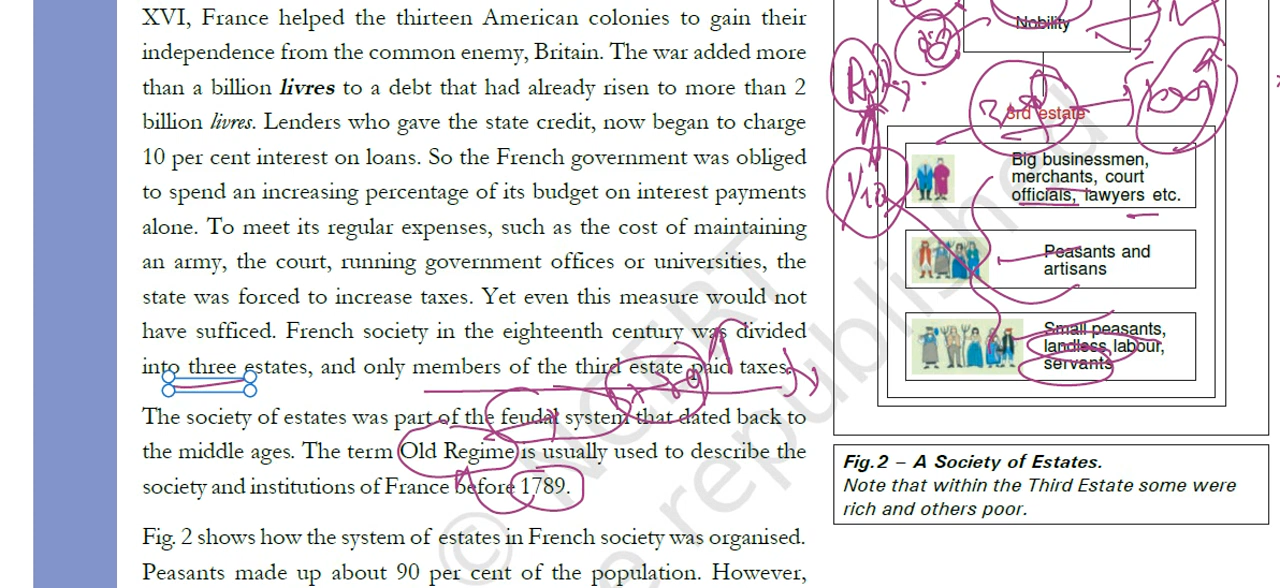 XVI, France helped the thirteen American colonies to gain their
independence from the common enemy, Britain. The war added more
than a billion livres to a debt that had already risen to more than 2
billion livres. Lenders who gave the state credit, now began to charge
10 per cent interest on loans. So the French government was obliged
to spend an increasing percentage of its budget on interest payments
alone. To meet its regular expenses, such as the cost of maintaining
an army, the court, running government offices or universities, the
state was forced to increase taxes. Yet even this measure would not
have sufficed. French society in the eighteenth century was divided
into three estates, and only members of the third estate paid taxes.
The society of estates was part of the feudal system that dated back to
the middle ages. The term Old Regime is usually used to describe the
society and institutions of France before 1789.
Fig. 2 shows how the system of estates in French society was organised.
Peasants made up about 90 per cent of the population. However,
Nobility
3rd estate
1/10
Big businessmen,
merchants, court
officials, lawyers etc.
Peasants and
artisans
Small peasants,
landless labour,
servants
Fig.2 – A Society of Estates.
Note that within the Third Estate some were
rich and others poor.
© NCERT
republished